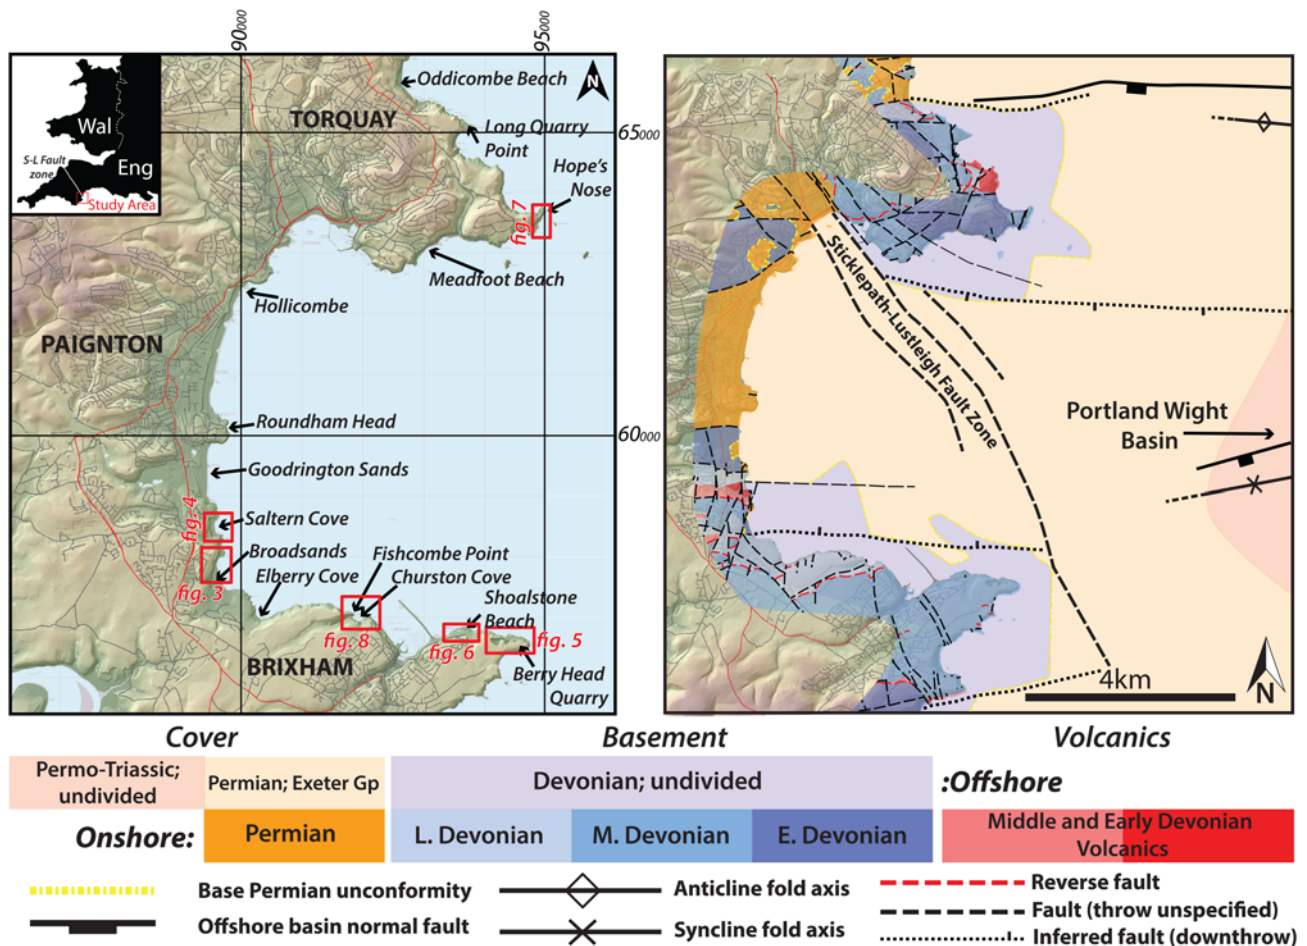 90000
95000
Oddicombe Beach
N
TORQUAY
Long Quarry
Point
65000
Wal
Eng
S-L Fault
zone
Study Area
Hope's
Nose
fig. 7
Meadfoot Beach
Hollicombe
PAIGNTON
Roundham Head
60000
Goodrington Sands
fig. 4
Saltern Cove
Broadsands
fig. 3
Elberry Cove
Fishcombe Point
Churston Cove
Shoalstone
Beach
fig. 8
fig. 6
fig. 5
BRIXHAM
Berry Head
Quarry
Sticklepath-Lustleigh Fault Zone
Portland Wight
Basin
4km
N
Cover
Basement
Volcanics
Permo-Triassic;
undivided
Permian; Exeter Gp
Devonian; undivided
:Offshore
Onshore:
Permian
L. Devonian
M. Devonian
E. Devonian
Middle and Early Devonian
Volcanics
Base Permian unconformity
Anticline fold axis
Reverse fault
Offshore basin normal fault
Syncline fold axis
Fault (throw unspecified)
Inferred fault (downthrow)